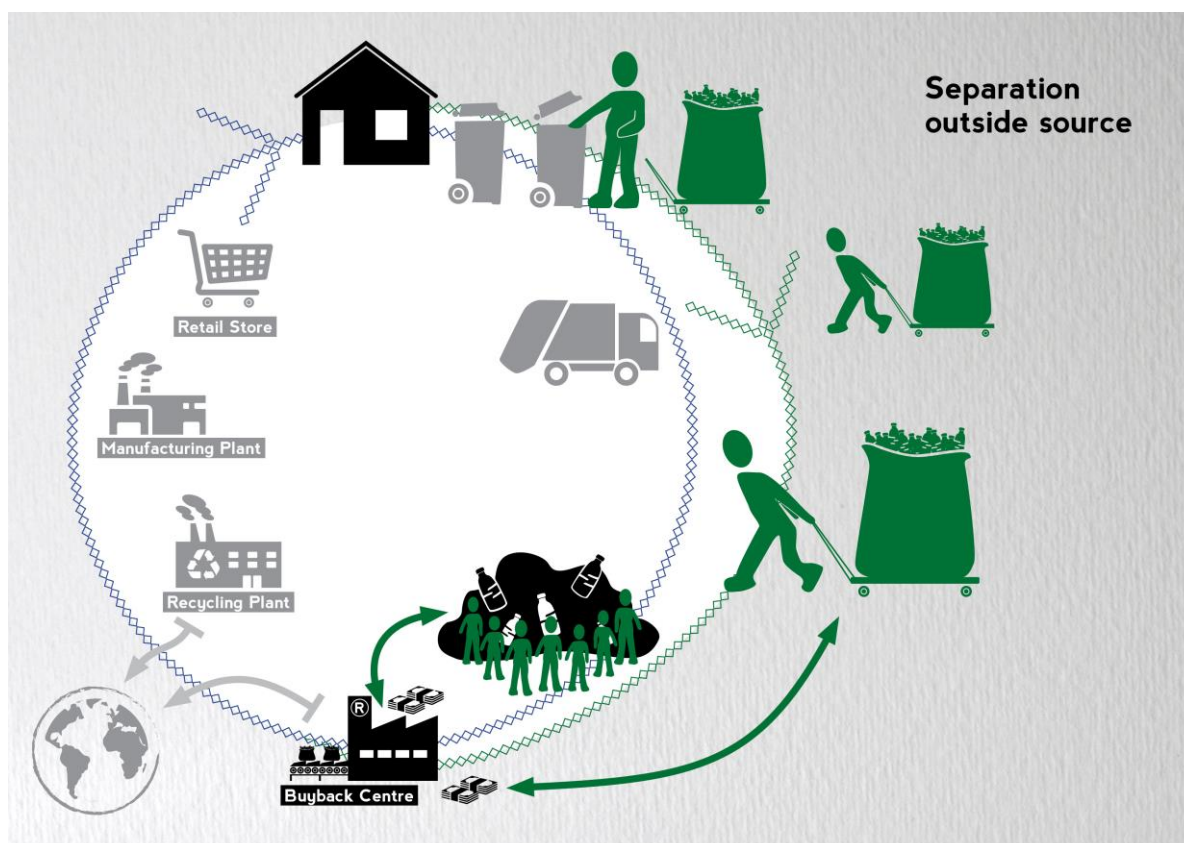 Separation
outside source
Retail Store
Manufacturing Plant
Recycling Plant
®
Buyback Centre